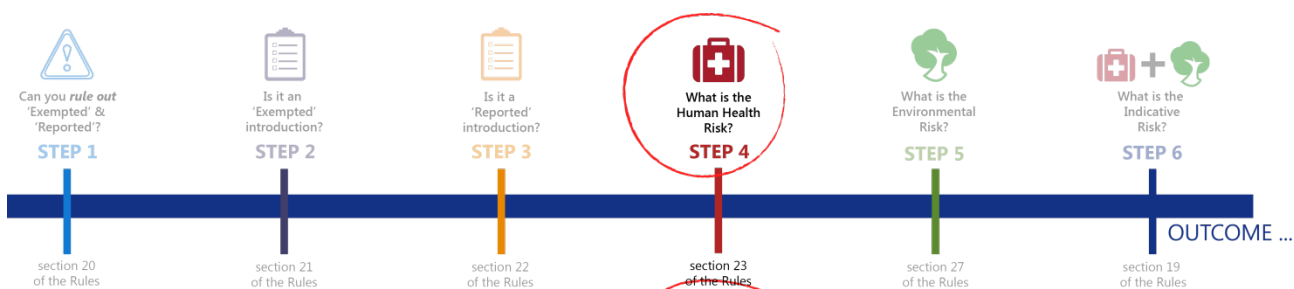 Can you rule out
'Exempted' &
'Reported'?
STEP 1
section 20
of the Rules
Is it an
'Exempted'
introduction?
STEP 2
section 21
of the Rules
Is it a
'Reported'
introduction?
STEP 3
section 22
of the Rules
What is the
Human Health
Risk?
STEP 4
section 23
of the Rules
What is the
Environmental
Risk?
STEP 5
section 27
of the Rules
What is the
Indicative
Risk?
STEP 6
section 19
of the Rules
OUTCOME ...